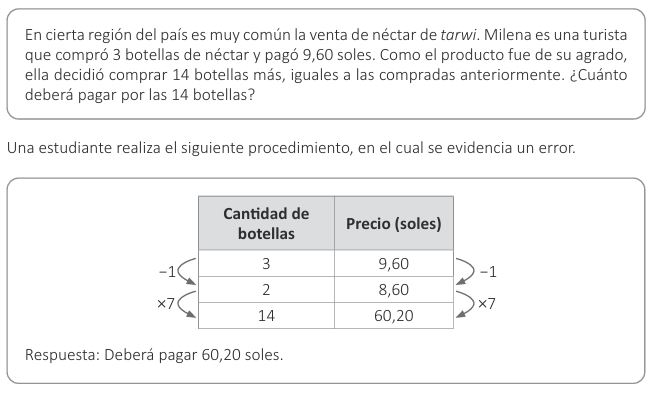 En cierta región del país es muy común la venta de néctar de tarwi. Milena es una turista
que compró 3 botellas de néctar y pagó 9,60 soles. Como el producto fue de su agrado,
ella decidió comprar 14 botellas más, iguales a las compradas anteriormente. ¿Cuánto
deberá pagar por las 14 botellas?
Una estudiante realiza el siguiente procedimiento, en el cual se evidencia un error.
Cantidad de
botellas
Precio (soles)
3 9,60
−1 −1
2 8,60
×7 ×7
14 60,20
Respuesta: Deberá pagar 60,20 soles.